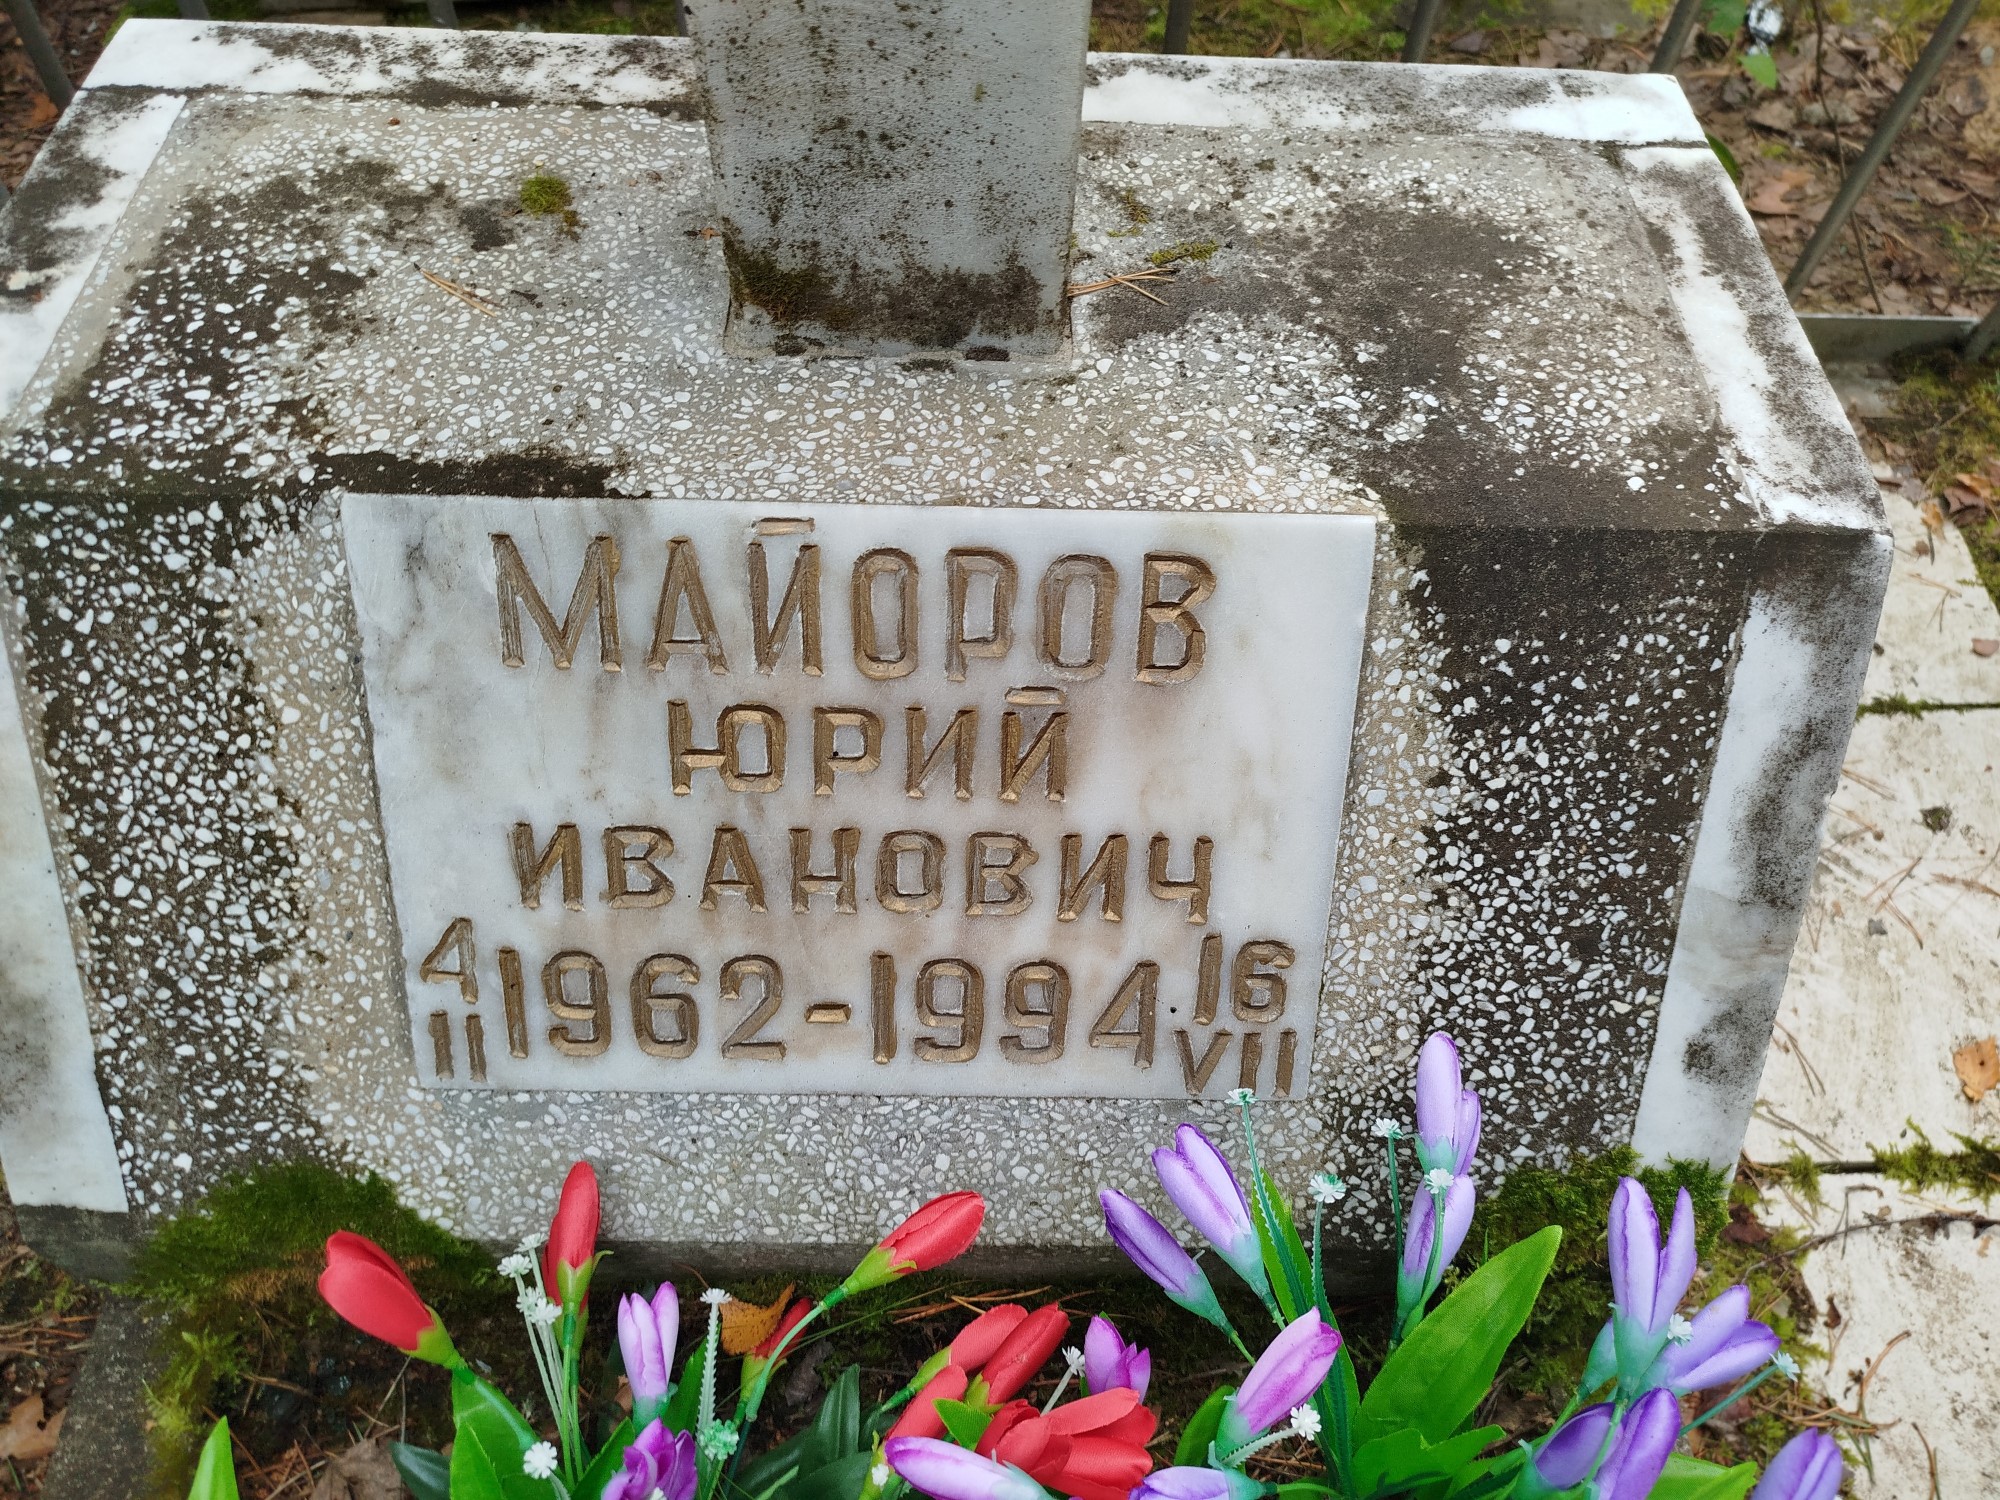 МАЙОРОВ
ЮРИЙ
ИВАНОВИЧ
4 II 1962-1994 16 VII